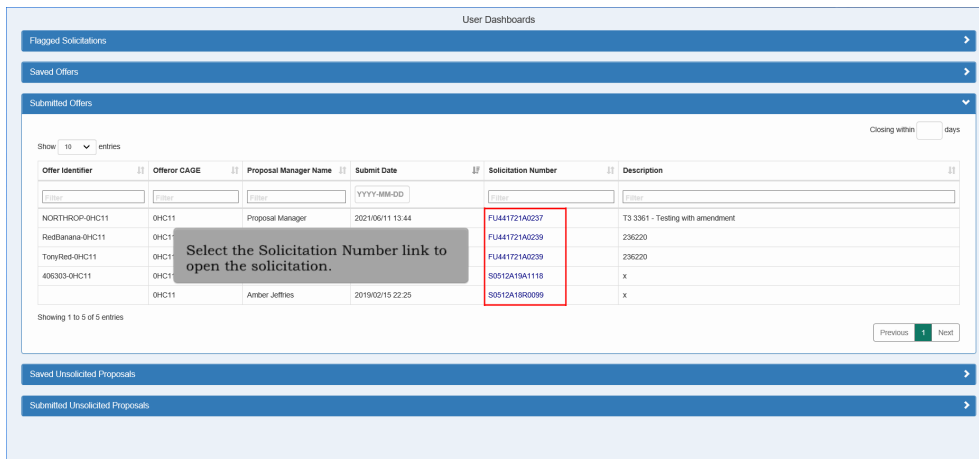 User Dashboards
Flagged Solicitations
Saved Offers
Submitted Offers
Closing within days
Show 10 entries
Offer Identifier Offeror CAGE Proposal Manager Name Submit Date Solicitation Number Description
Filter Filter Filter YYYY-MM-DD Filter Filter
NORTHROP-0HC11 0HC11 Proposal Manager 2021/06/11 13:44 FU441721A0237 T3 3361 - Testing with amendment
RedBanana-0HC11 0HC11 FU441721A0239 236220
TonyRed-0HC11 0HC11 FU441721A0239 236220
406303-0HC11 0HC11 S0512A19A1118 x
0HC11 Amber Jeffries 2019/02/15 22:25 S0512A18R0099 x
Select the Solicitation Number link to
open the solicitation.
Showing 1 to 5 of 5 entries
Previous 1 Next
Saved Unsolicited Proposals
Submitted Unsolicited Proposals